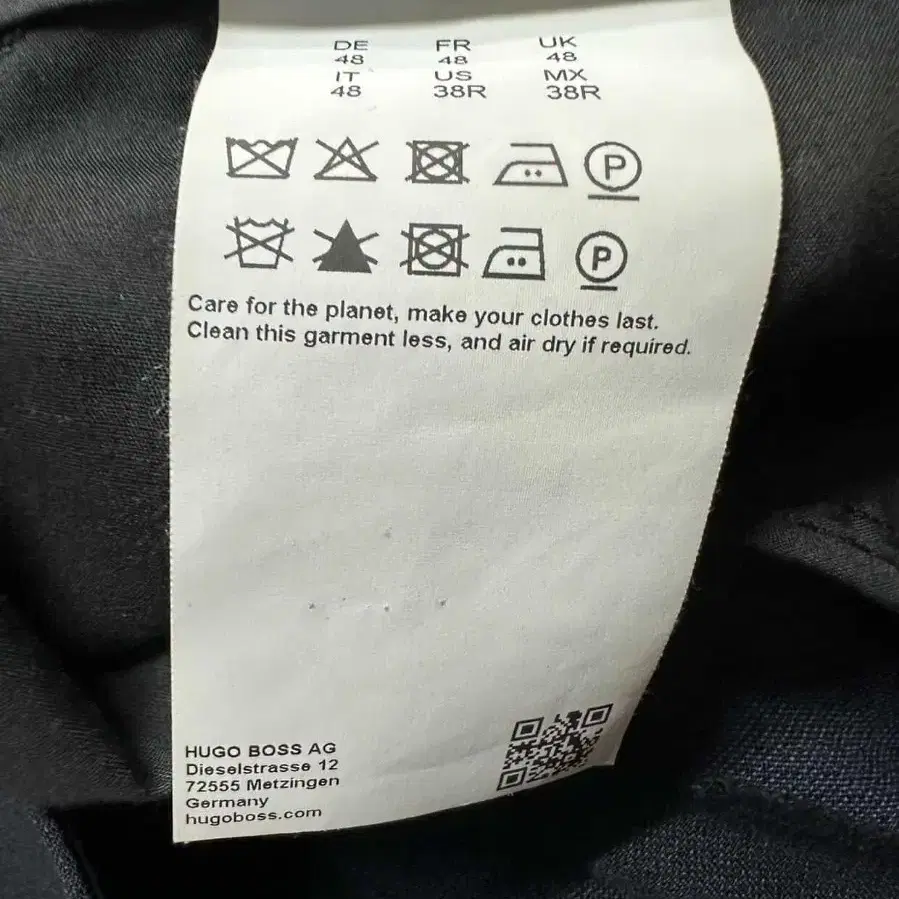 DE FR UK
48 48 48
IT US MX
48 38R 38R
P
P
Care for the planet, make your clothes last.
Clean this garment less, and air dry if required.
HUGO BOSS AG
Dieselstrasse 12
72555 Metzingen
Germany
hugoboss.com